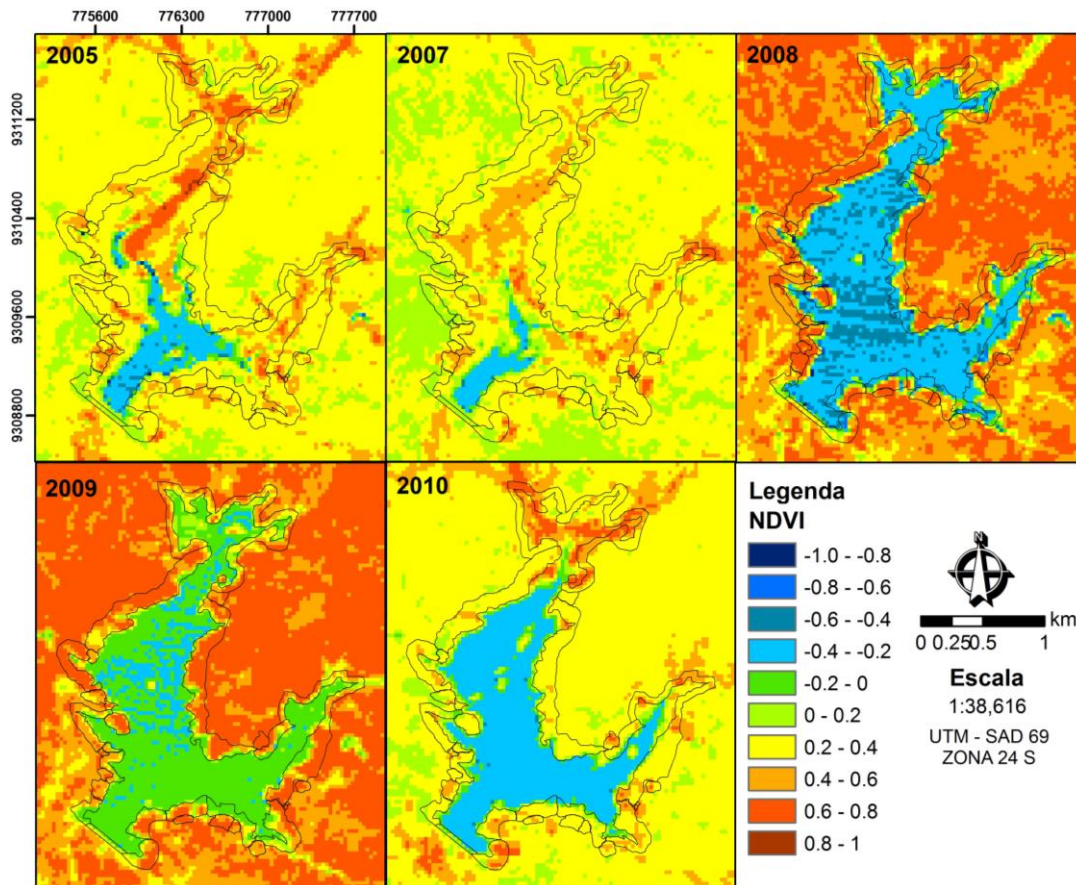 775600 776300 777000 777700
2005 2007 2008
9311200
9310400
9309600
9308800
2009 2010
Legenda
NDVI
-1.0 - -0.8
-0.8 - -0.6
-0.6 - -0.4
-0.4 - -0.2
-0.2 - 0
0 - 0.2
0.2 - 0.4
0.4 - 0.6
0.6 - 0.8
0.8 - 1
N
km
0 0.25 0.5 1
Escala
1:38,616
UTM - SAD 69
ZONA 24 S